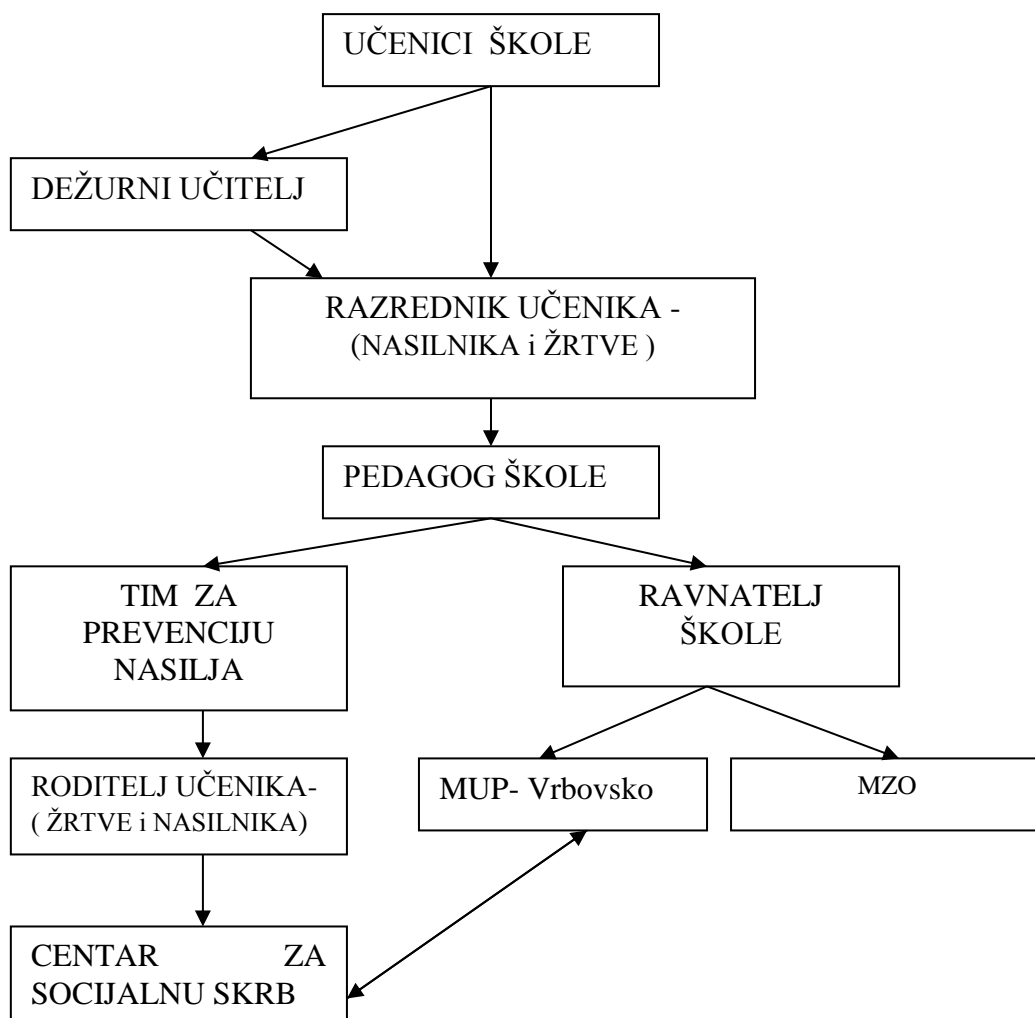 UČENICI ŠKOLE
DEŽURNI UČITELJ
RAZREDNIK UČENIKA -
(NASILNIKA i ŽRTVE )
PEDAGOG ŠKOLE
TIM ZA
PREVENCIJU
NASILJA
RAVNATELJ
ŠKOLE
RODITELJ UČENIKA-
( ŽRTVE i NASILNIKA)
MUP- Vrbovsko
MZO
CENTAR ZA
SOCIJALNU SKRB